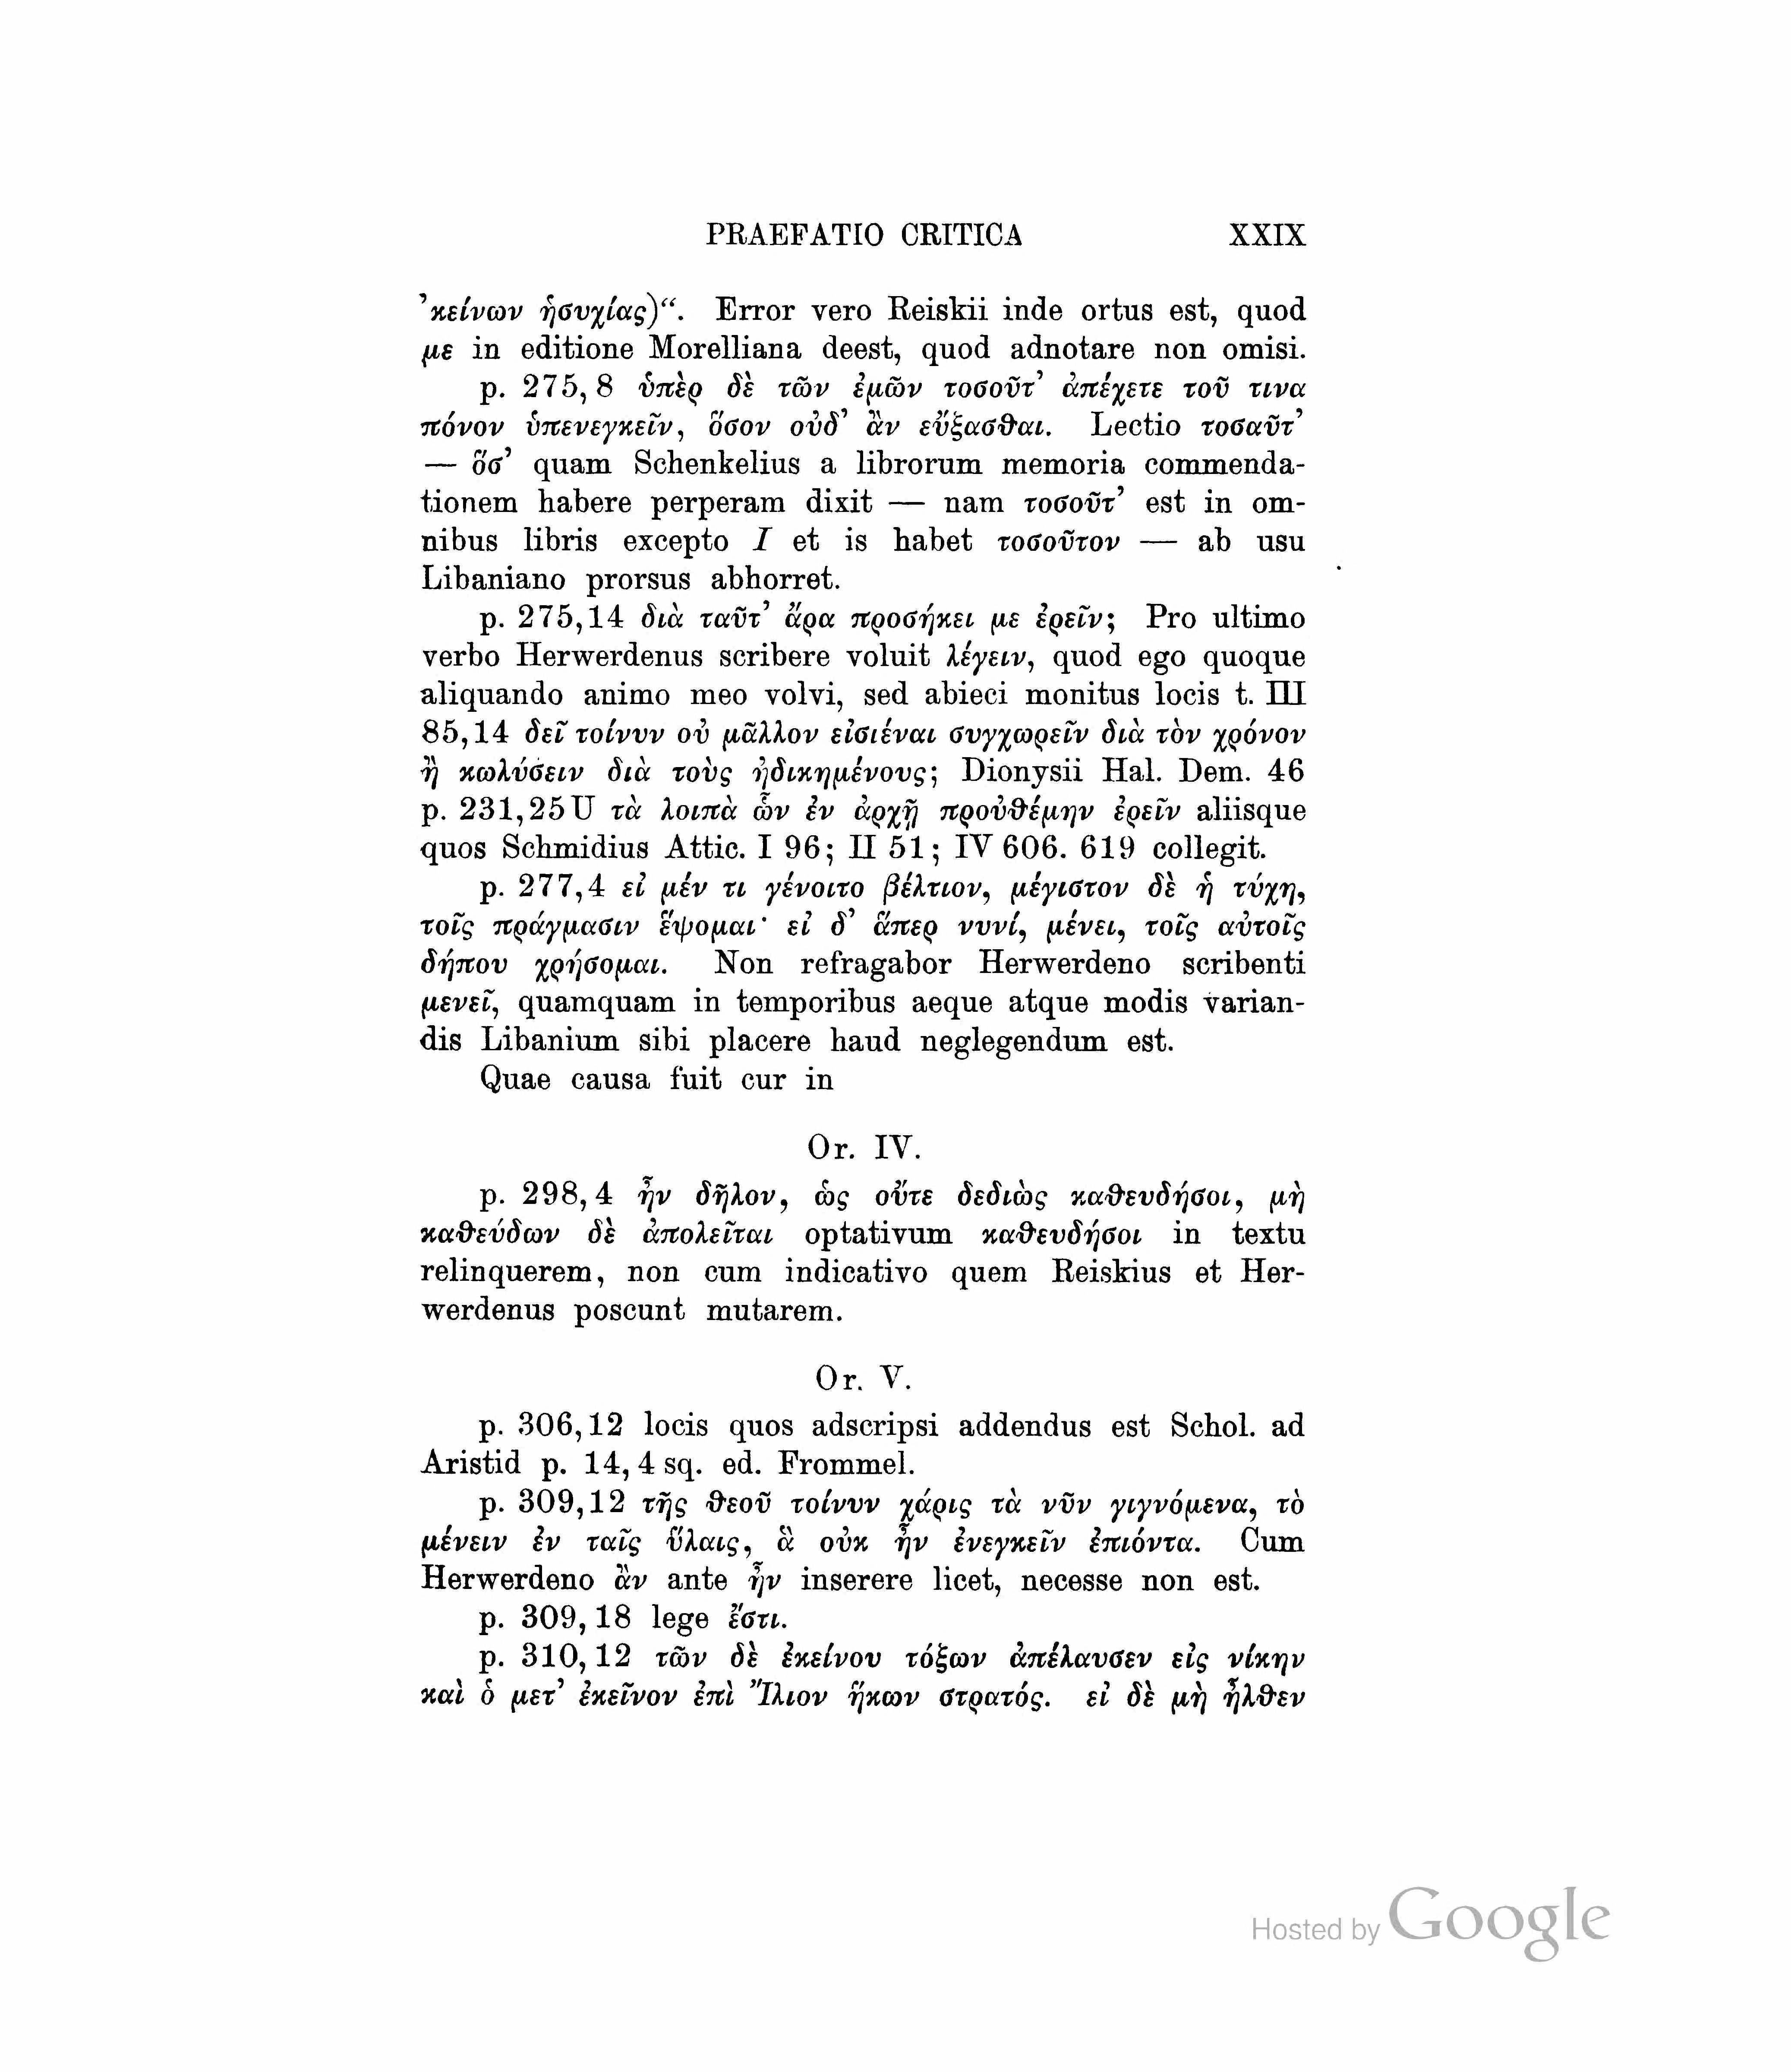 PRAEFATIO CRITICA XXIX
᾿κείνων ἡσυχίας)“. Error vero Reiskii inde ortus est, quod
με in editione Morelliana deest, quod adnotare non omisi.
p. 275, 8 ὑπὲρ δὲ τῶν ἐμῶν τοσοῦτ’ ἀπέχετε τοῦ τινα
πόνον ὑπενεγκεῖν, ὅσον οὐδ’ ἂν εὔξασθαι. Lectio τοσαῦτ’
— ὅσ’ quam Schenkelius a librorum memoria commenda-
tionem habere perperam dixit — nam τοσοῦτ’ est in om-
nibus libris excepto I et is habet τοσοῦτον — ab usu
Libaniano prorsus abhorret.
p. 275,14 διὰ ταῦτ’ ἄρα προσήκει με ἐρεῖν; Pro ultimo
verbo Herwerdenus scribere voluit λέγειν, quod ego quoque
aliquando animo meo volvi, sed abieci monitus locis t. III
85,14 δεῖ τοίνυν οὐ μᾶλλον εἰσιέναι συγχωρεῖν διὰ τὸν χρόνον
ἢ κωλύσειν διὰ τοὺς ἠδικημένους; Dionysii Hal. Dem. 46
p. 231,25 U τὰ λοιπὰ ὧν ἐν ἀρχῇ προὐθέμην ἐρεῖν aliisque
quos Schmidius Attic. I 96; II 51; IV 606. 619 collegit.
p. 277,4 εἰ μέν τι γένοιτο βέλτιον, μέγιστον δὲ ἡ τύχη,
τοῖς πράγμασιν ἕψομαι· εἰ δ’ ἅπερ νυνί, μένει, τοῖς αὐτοῖς
δήπου χρήσομαι. Non refragabor Herwerdeno scribenti
μενεῖ, quamquam in temporibus aeque atque modis varian-
dis Libanium sibi placere haud neglegendum est.
Quae causa fuit cur in
Or. IV.
p. 298, 4 ἦν δῆλον, ὡς οὔτε δεδιὼς καθευδήσοι, μὴ
καθεύδων δὲ ἀπολεῖται optativum καθευδήσοι in textu
relinquerem, non cum indicativo quem Reiskius et Her-
werdenus poscunt mutarem.
Or. V.
p. 306,12 locis quos adscripsi addendus est Schol. ad
Aristid p. 14, 4 sq. ed. Frommel.
p. 309,12 τῆς θεοῦ τοίνυν χάρις τὰ νῦν γιγνόμενα, τὸ
μένειν ἐν ταῖς ὕλαις, ἃ οὐκ ἦν ἐνεγκεῖν ἐπιόντα. Cum
Herwerdeno ἂν ante ἦν inserere licet, necesse non est.
p. 309, 18 lege ἔστι.
p. 310, 12 τῶν δὲ ἐκείνου τόξων ἀπέλαυσεν εἰς νίκην
καὶ ὁ μετ’ ἐκεῖνον ἐπὶ Ἴλιον ἥκων στρατός. εἰ δὲ μὴ ἦλθεν
Hosted by Google